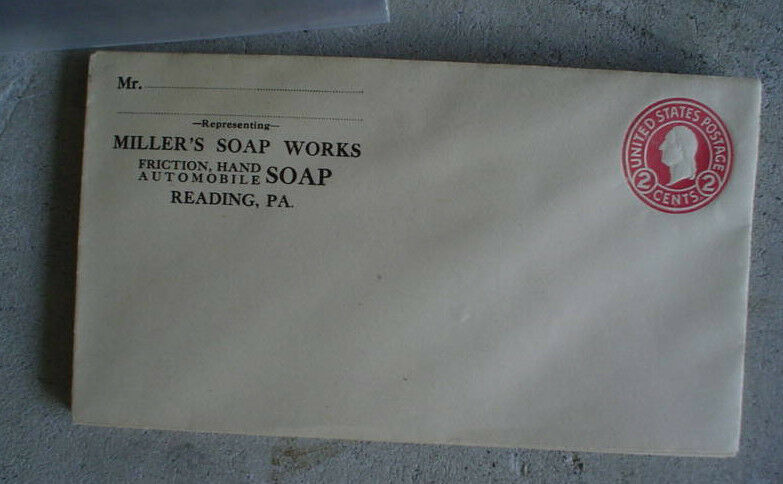 Mr.
—Representing—
MILLER'S SOAP WORKS
FRICTION, HAND
AUTOMOBILE SOAP
READING, PA.
UNITED STATES POSTAGE
2 CENTS 2